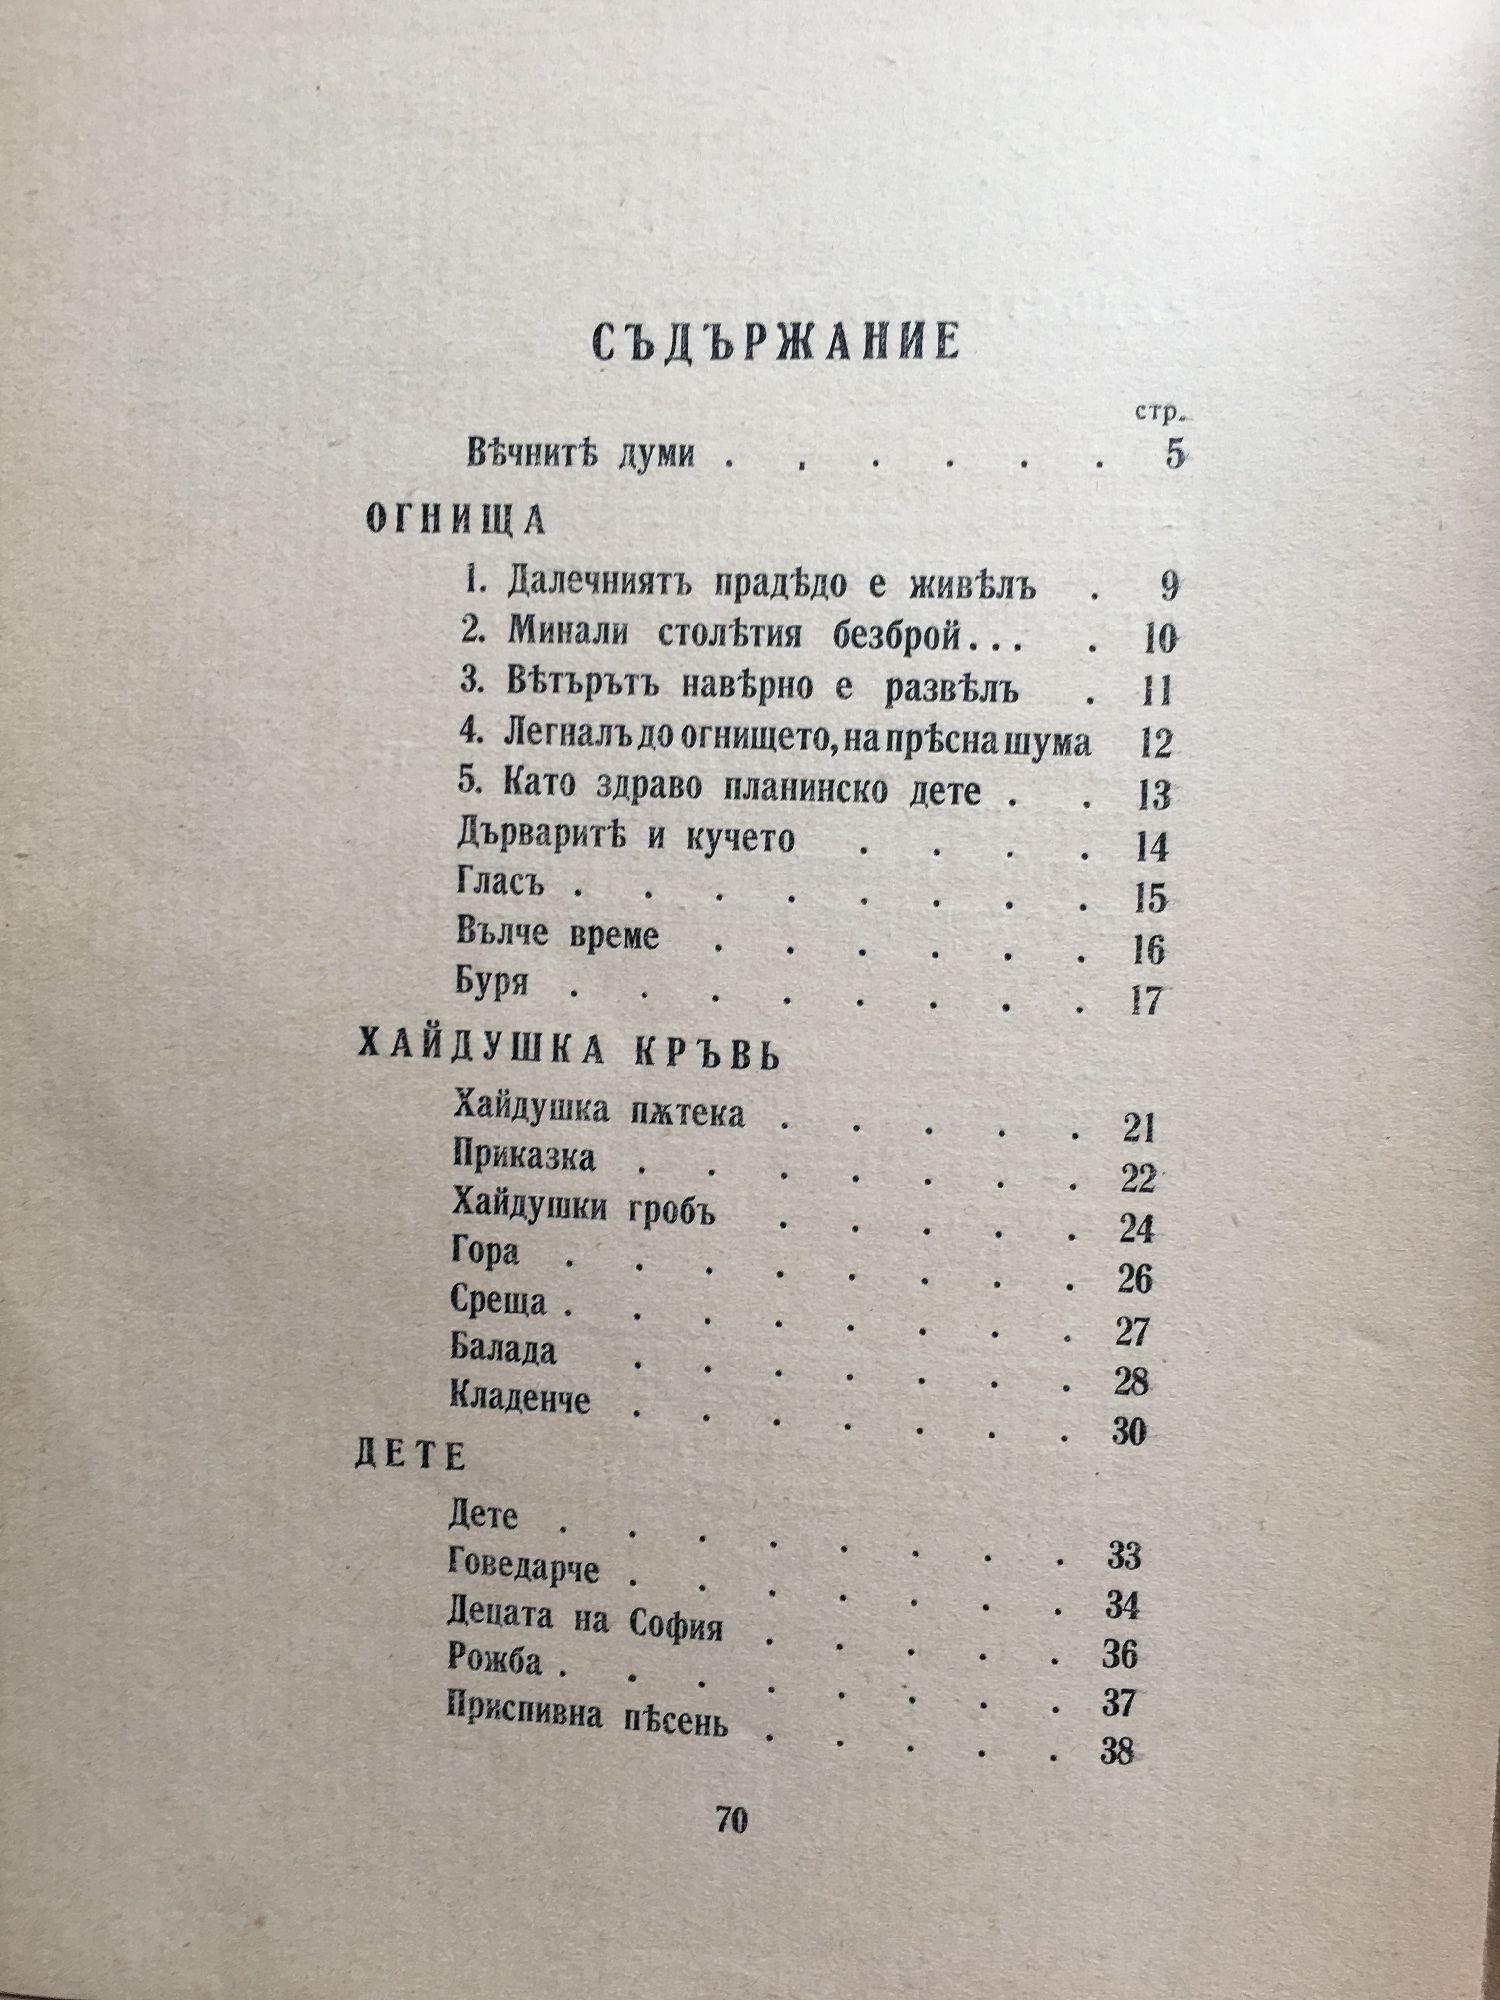 СЪДЪРЖАНИЕ
стр.
Вѣчнитѣ думи . . . . . . 5
ОГНИЩА
1. Далечниятъ прадѣдо е живѣлъ . 9
2. Минали столѣтия безброй... . 10
3. Вѣтърътъ навѣрно е развѣлъ . 11
4. Легналъ до огнището, на прѣсна шума 12
5. Като здраво планинско дете . . 13
Дърваритѣ и кучето . . . . 14
Гласъ . . . . . . . . 15
Вълче време . . . . . . 16
Буря . . . . . . . . 17
ХАЙДУШКА КРЪВЬ
Хайдушка пѫтека . . . . . 21
Приказка . . . . . . . 22
Хайдушки гробъ . . . . . 24
Гора . . . . . . . . 26
Среща . . . . . . . . 27
Балада . . . . . . . 28
Кладенче . . . . . . . 30
ДЕТЕ
Дете . . . . . . . . 33
Говедарче . . . . . . . 34
Децата на София . . . . . 36
Рожба . . . . . . . . 37
Приспивна пѣсень . . . . . 38
70